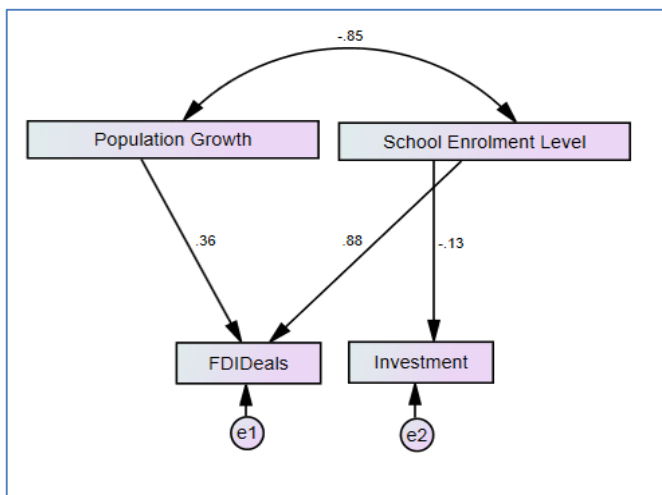 -.85
Population Growth
School Enrolment Level
.36
.88
-.13
FDIDeals
Investment
e1
e2